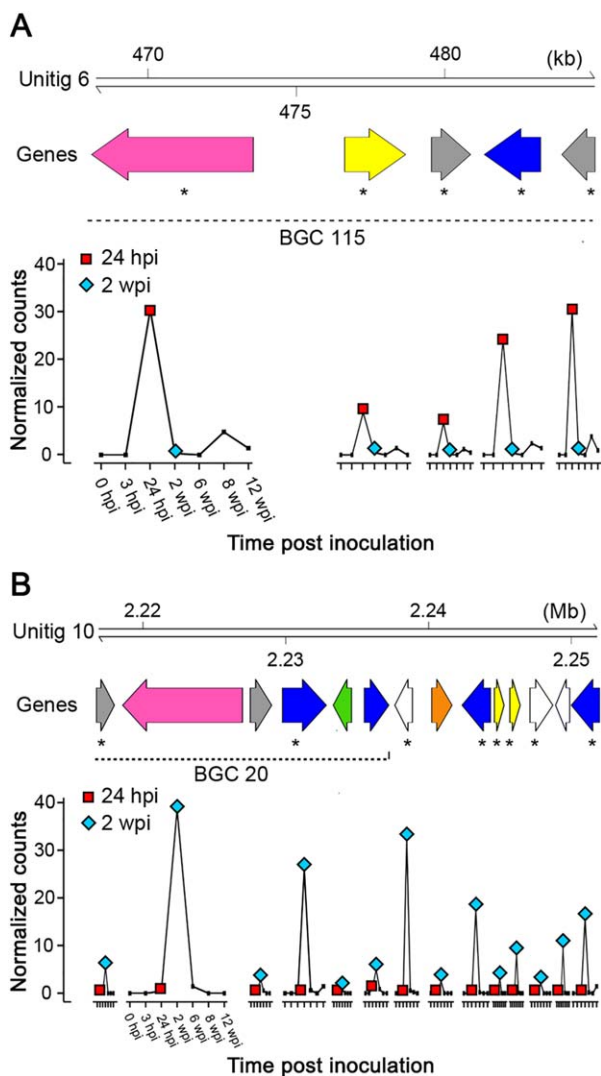 A
470 480 (kb)
Unitig 6
475
Genes
* * * * *
BGC 115
24 hpi
2 wpi
40
30
20
10
0
Normalized counts
0 hpi 3 hpi 24 hpi 2 wpi 6 wpi 8 wpi 12 wpi
Time post inoculation
B
2.22 2.24 (Mb)
Unitig 10
2.23 2.25
Genes
* * * * * * * *
BGC 20
24 hpi
2 wpi
40
30
20
10
0
Normalized counts
0 hpi 3 hpi 24 hpi 2 wpi 6 wpi 8 wpi 12 wpi
Time post inoculation